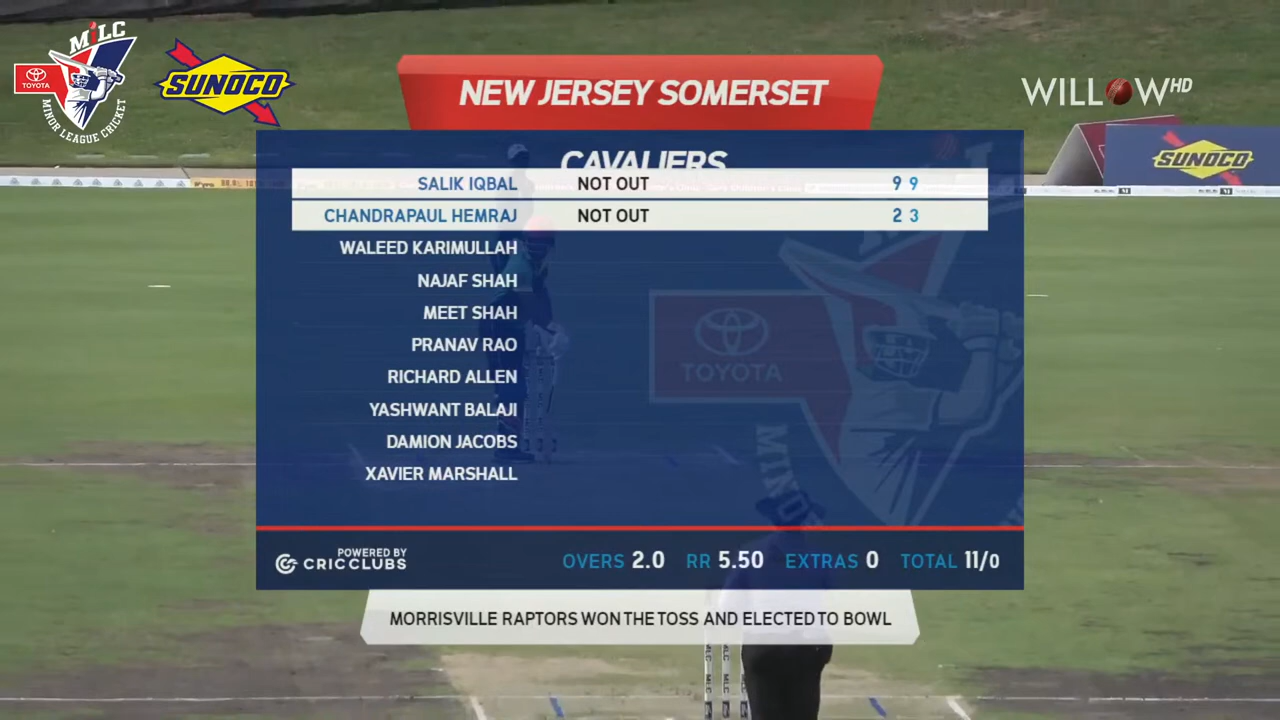 MiLC
TOYOTA
MINOR LEAGUE CRICKET
SUNOCO
NEW JERSEY SOMERSET
WILLOW HD
CAVALIERS
SUNOCO
SALIK IQBAL NOT OUT 9 9
CHANDRAPAUL HEMRAJ NOT OUT 2 3
WALEED KARIMULLAH
NAJAF SHAH
MEET SHAH
PRANAV RAO
TOYOTA
RICHARD ALLEN
YASHWANT BALAJI
DAMION JACOBS
XAVIER MARSHALL
POWERED BY
CRICCLUBS
OVERS 2.0 RR 5.50 EXTRAS 0 TOTAL 11/0
MORRISVILLE RAPTORS WON THE TOSS AND ELECTED TO BOWL
MiLC MiLC MiLC